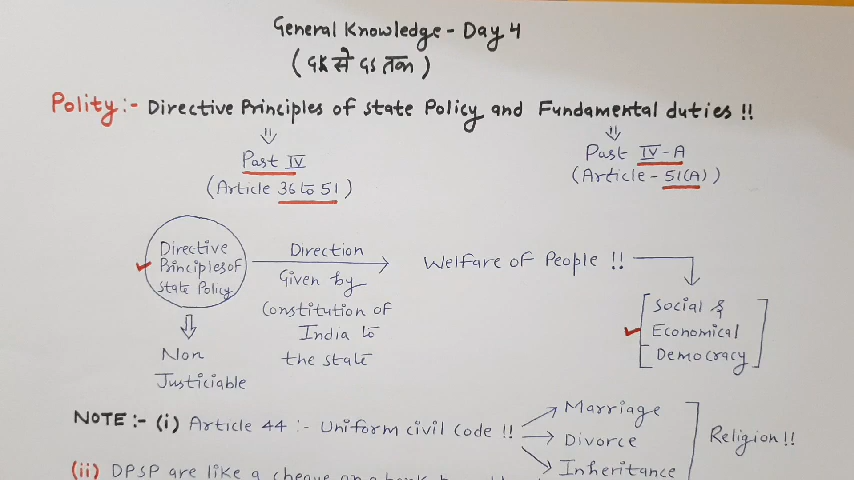 General Knowledge - Day 4
(GK से GS तक)
Polity :- Directive Principles of state Policy and Fundamental duties !!
Part IV
Part IV-A
(Article 36 to 51)
(Article - 51(A))
Directive
Principles of
State Policy
Direction
Given by
Constitution of
India to
the state
Welfare of People !!
Social &
Economical
Democracy
Non
Justiciable
NOTE :- (i) Article 44 :- Uniform civil Code !!
Marriage
Divorce
Inheritance
Religion !!
(ii) DPSP are like a cheque on a bank